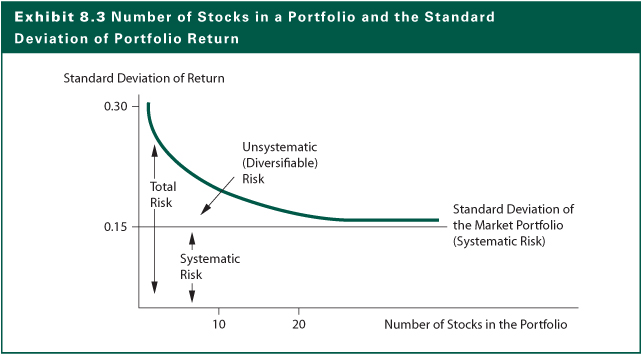 Exhibit 8.3 Number of Stocks in a Portfolio and the Standard
Deviation of Portfolio Return
Standard Deviation of Return
0.30
Unsystematic
(Diversifiable)
Risk
Total
Risk
Standard Deviation of
the Market Portfolio
(Systematic Risk)
0.15
Systematic
Risk
10
20
Number of Stocks in the Portfolio